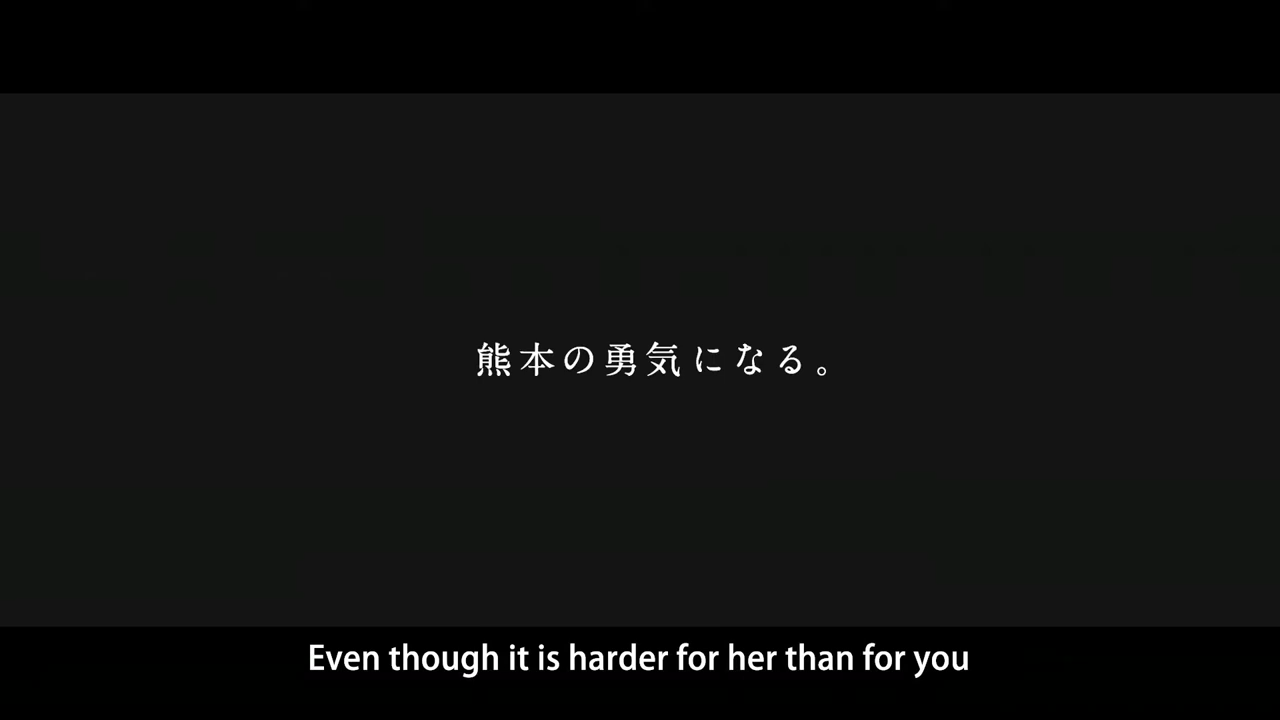 熊本の勇気になる。
Even though it is harder for her than for you